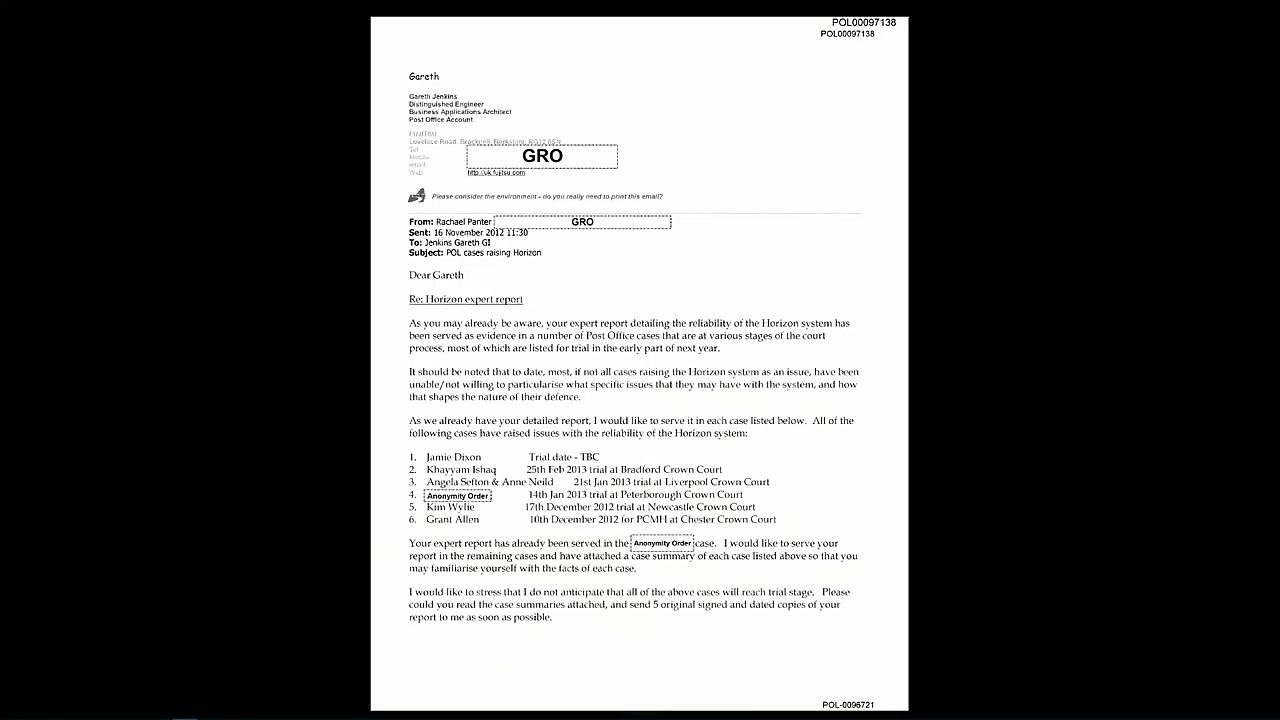 POL00097138
POL00097138
Gareth
Gareth Jenkins
Distinguished Engineer
Business Applications Architect
Post Office Account
FUJITSU
Lovelace Road, Bracknell, Berkshire, RG12 8SN
Tel
Mobile
email
Web
GRO
http://uk.fujitsu.com
Please consider the environment - do you really need to print this email?
From: Rachael Panter GRO
Sent: 16 November 2012 11:30
To: Jenkins Gareth GI
Subject: POL cases raising Horizon
Dear Gareth
Re: Horizon expert report
As you may already be aware, your expert report detailing the reliability of the Horizon system has
been served as evidence in a number of Post Office cases that are at various stages of the court
process, most of which are listed for trial in the early part of next year.
It should be noted that to date, most, if not all cases raising the Horizon system as an issue, have been
unable/not willing to particularise what specific issues that they may have with the system, and how
that shapes the nature of their defence.
As we already have your detailed report, I would like to serve it in each case listed below. All of the
following cases have raised issues with the reliability of the Horizon system:
1. Jamie Dixon Trial date - TBC
2. Khayyam Ishaq 25th Feb 2013 trial at Bradford Crown Court
3. Angela Sefton & Anne Neild 21st Jan 2013 trial at Liverpool Crown Court
4. Anonymity Order 14th Jan 2013 trial at Peterborough Crown Court
5. Kim Wylie 17th December 2012 trial at Newcastle Crown Court
6. Grant Allen 10th December 2012 for PCMH at Chester Crown Court
Your expert report has already been served in the Anonymity Order case. I would like to serve your
report in the remaining cases and have attached a case summary of each case listed above so that you
may familiarise yourself with the facts of each case.
I would like to stress that I do not anticipate that all of the above cases will reach trial stage. Please
could you read the case summaries attached, and send 5 original signed and dated copies of your
report to me as soon as possible.
POL-0096721